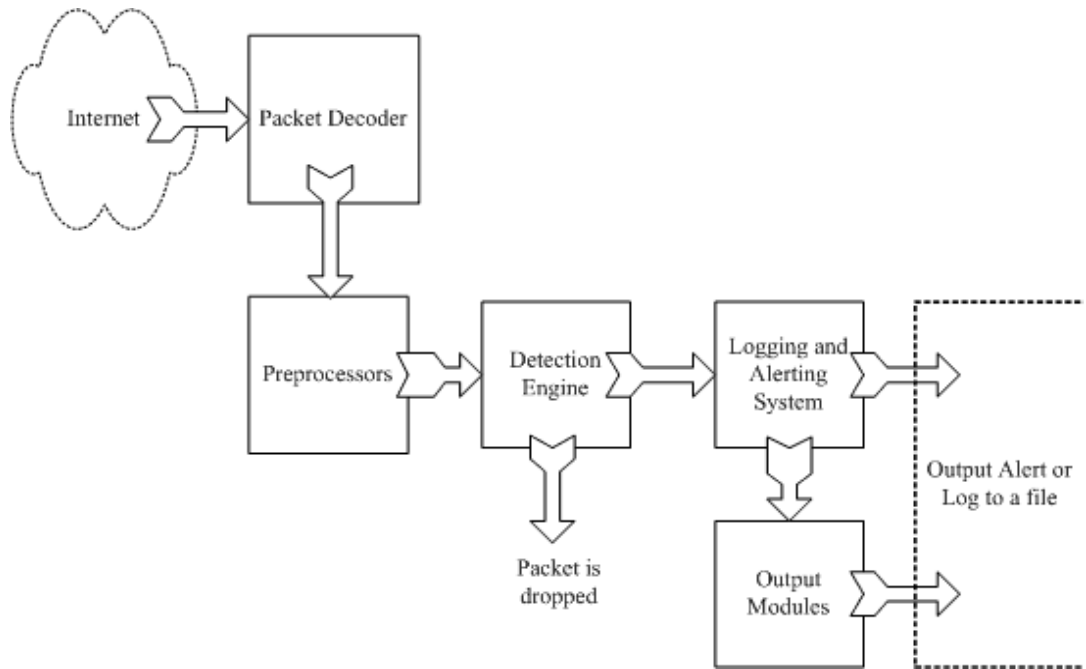 Internet
Packet Decoder
Preprocessors
Detection
Engine
Logging and
Alerting
System
Packet is
dropped
Output
Modules
Output Alert or
Log to a file